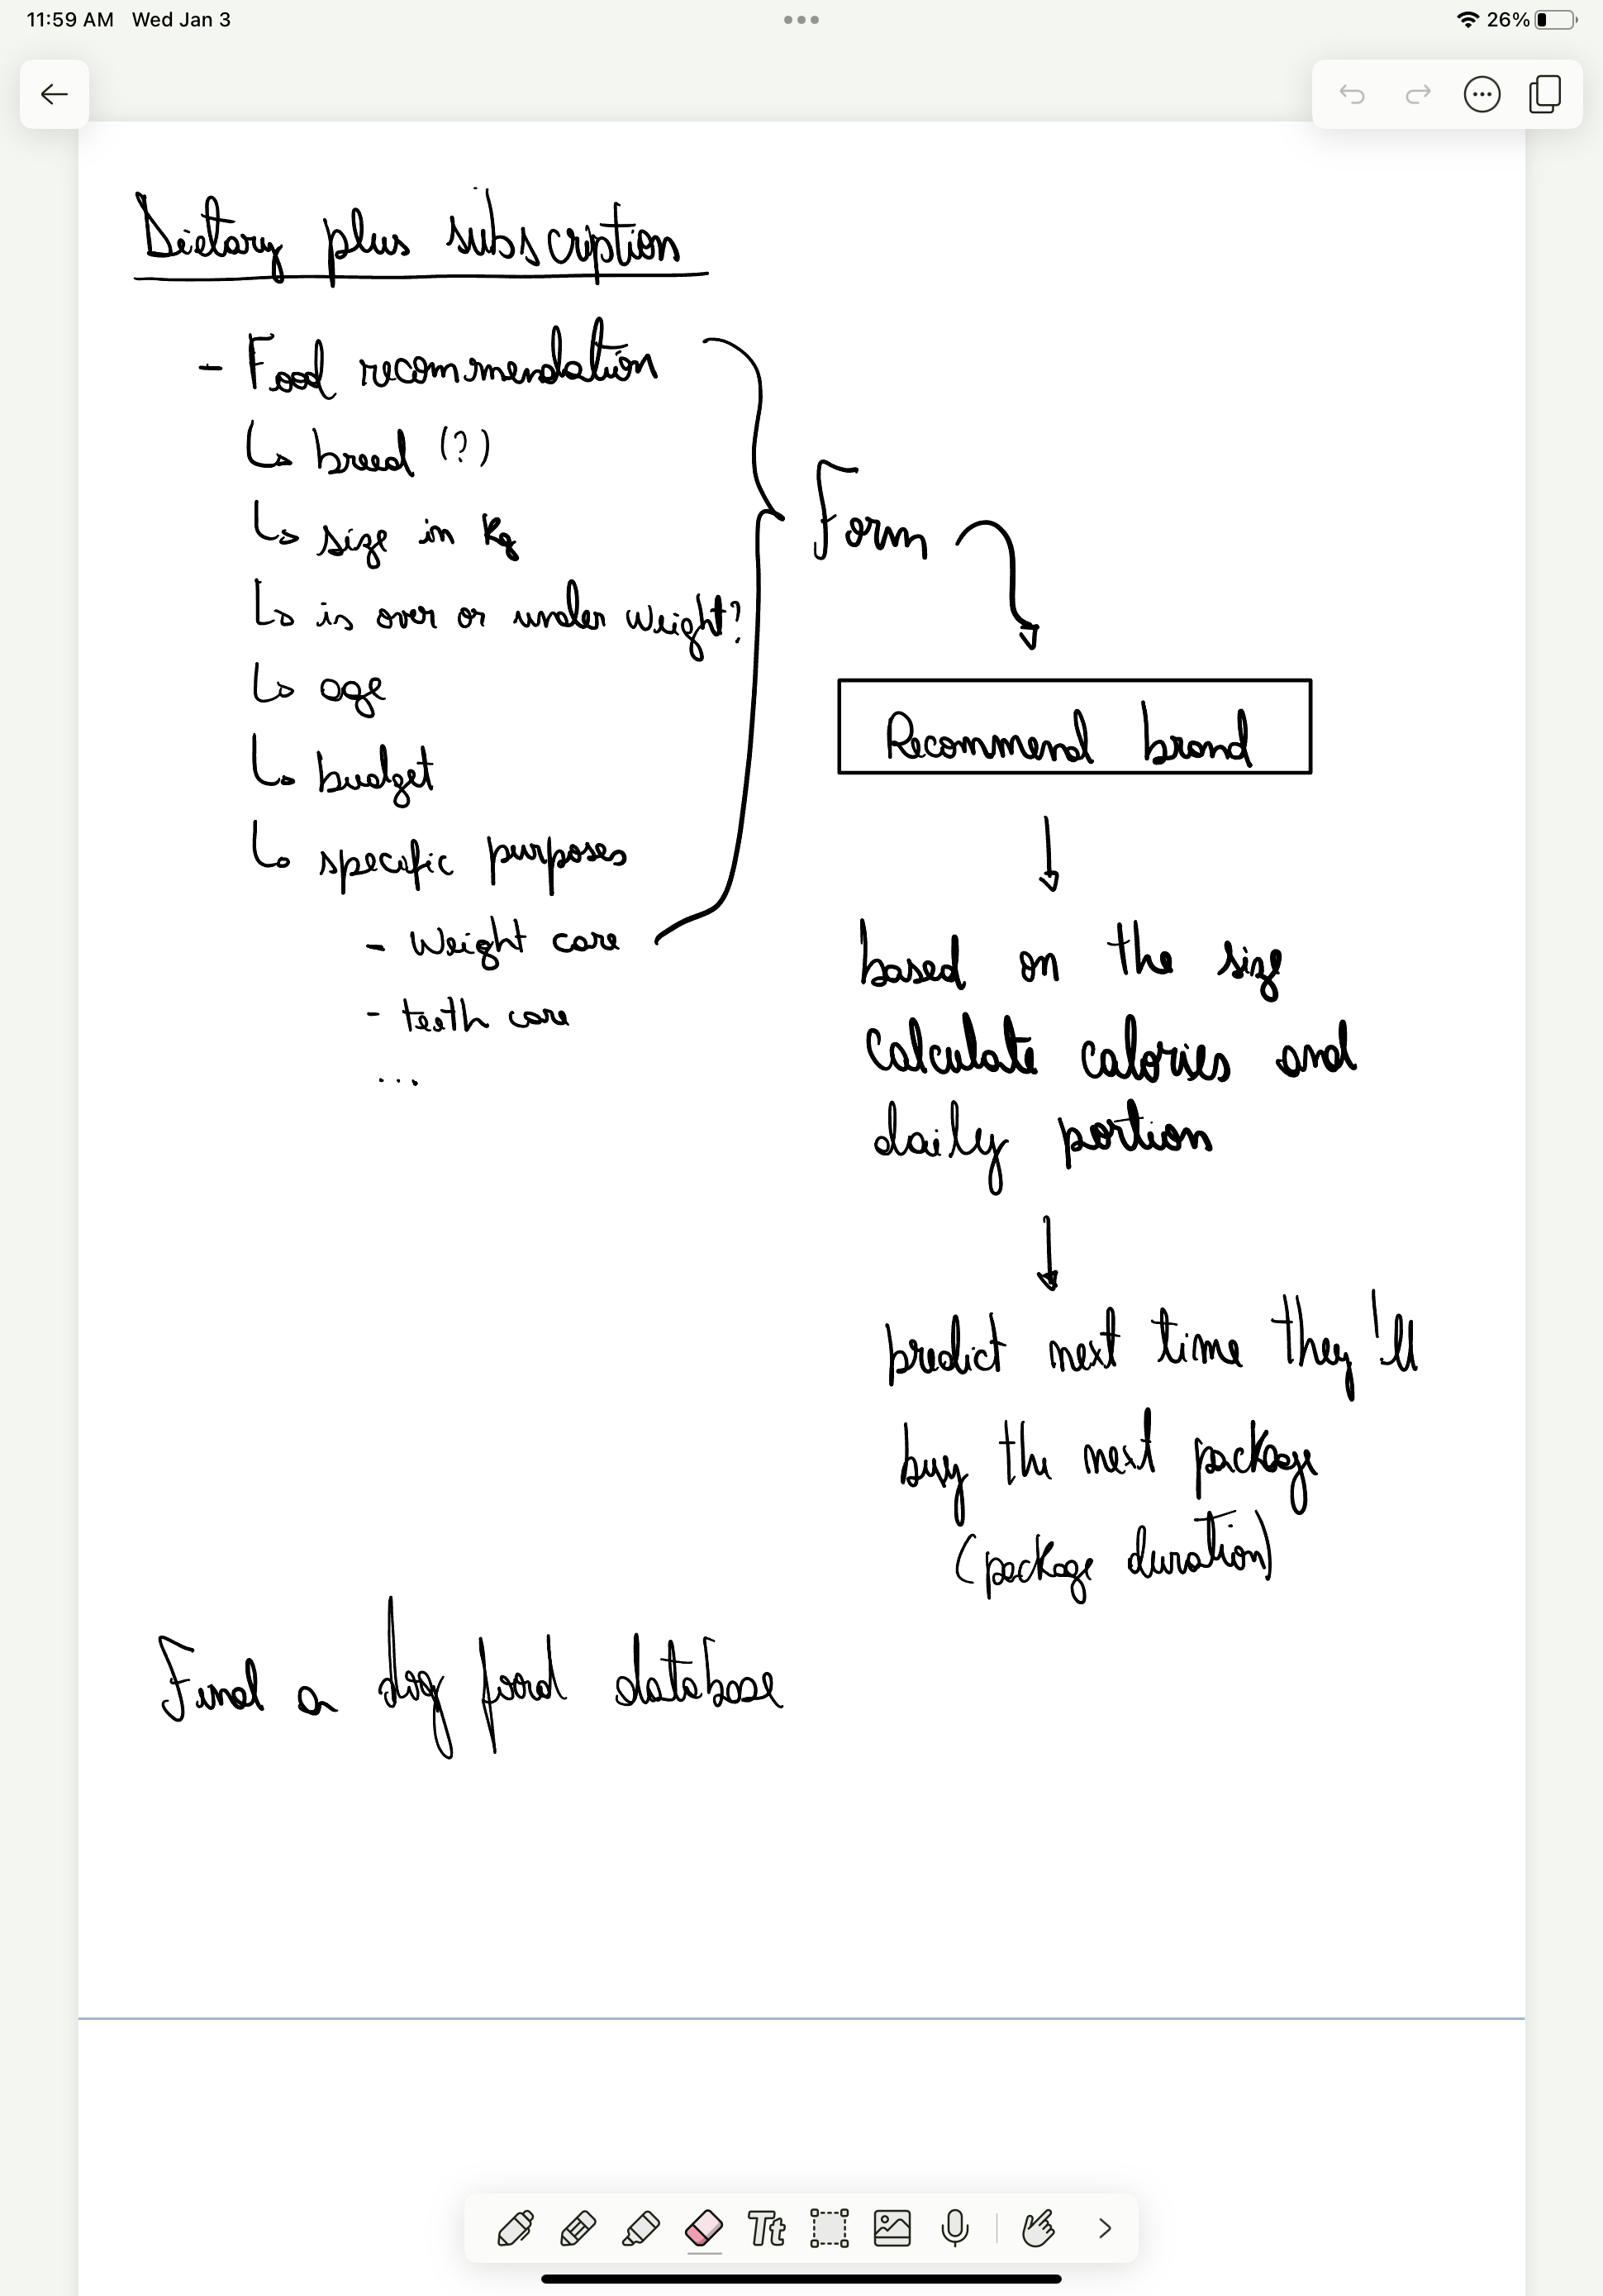 11:59 AM Wed Jan 3
26%
Dietary plus subscription
- Food recommendation
↳ breed (?)
↳ size in Kg
↳ is over or under weight?
↳ age
↳ budget
↳ specific purposes
- Weight care
- teeth care
...
Form
Recommend brand
based on the size
calculate calories and
daily portion
predict next time they'll
buy the next package
(package duration)
Find a dog food database
Tt